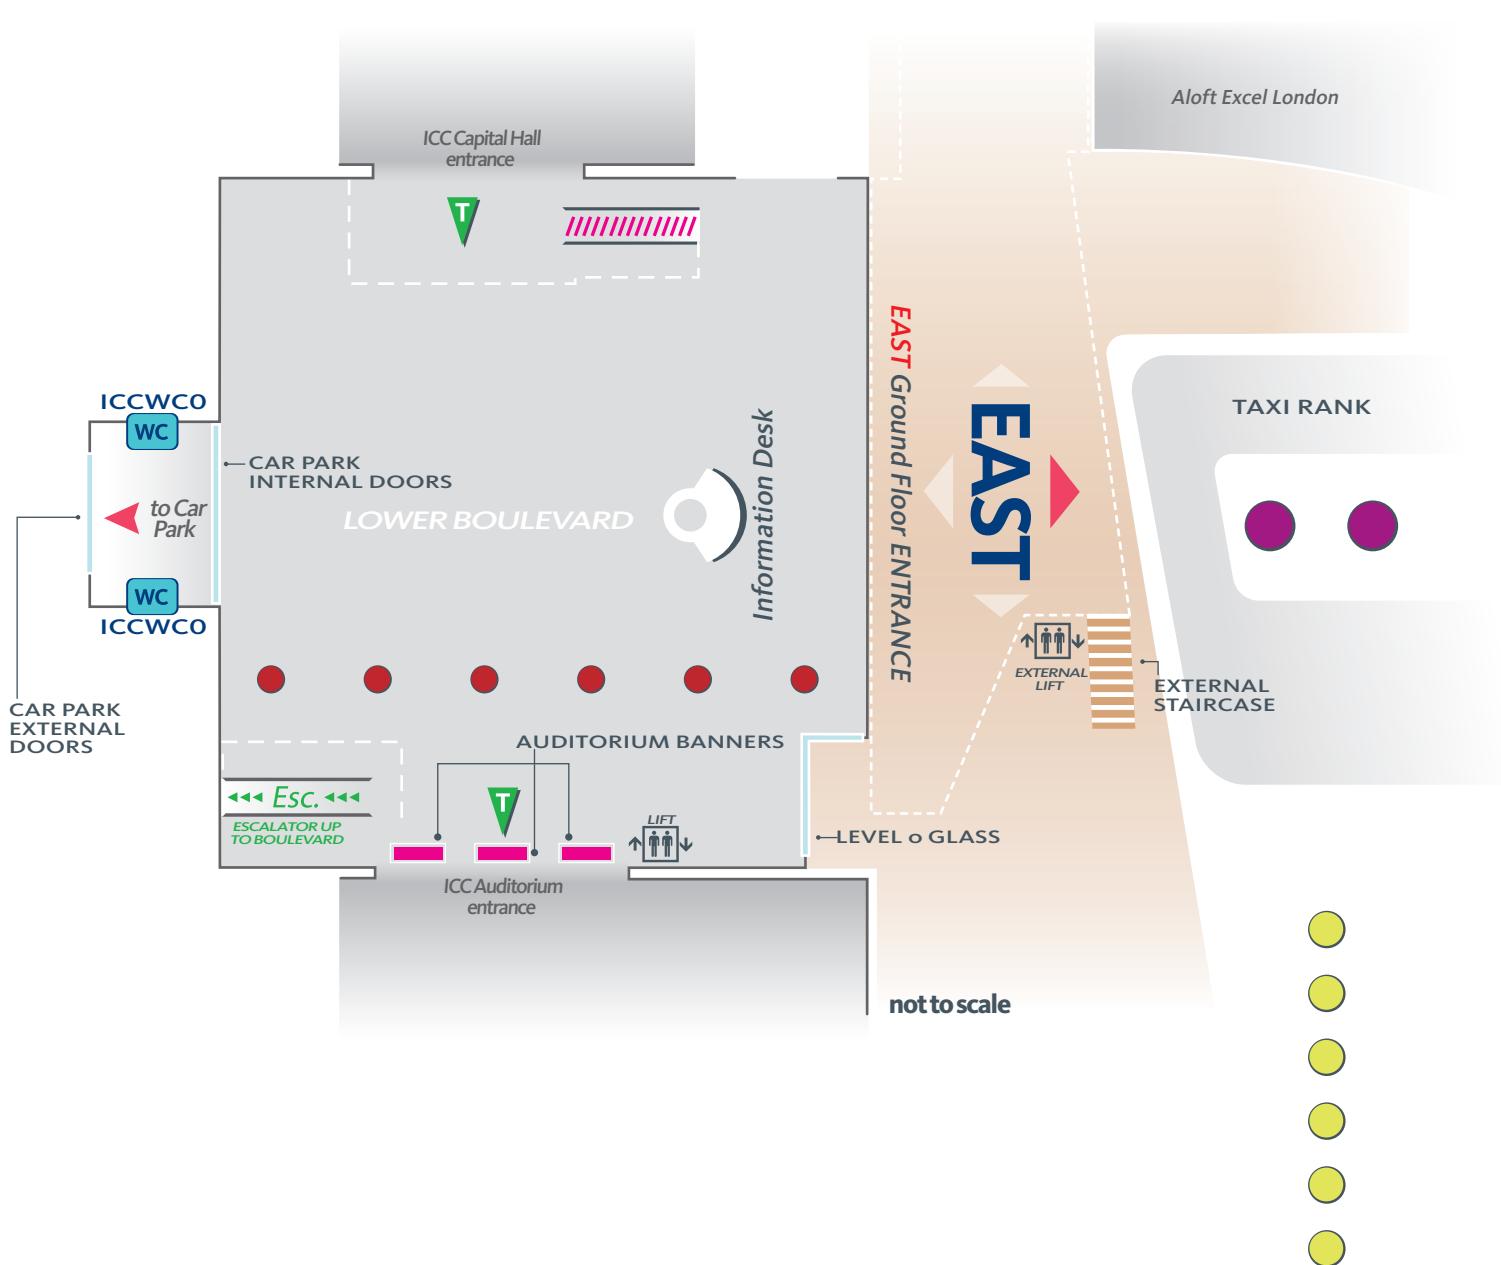 Aloft Excel London
ICC Capital Hall
entrance
T
EAST Ground Floor ENTRANCE
EAST
TAXI RANK
ICCWC0
WC
CAR PARK
INTERNAL DOORS
Information Desk
to Car
Park
LOWER BOULEVARD
WC
ICCWC0
EXTERNAL
LIFT
EXTERNAL
STAIRCASE
CAR PARK
EXTERNAL
DOORS
AUDITORIUM BANNERS
Esc.
T
LIFT
ESCALATOR UP
TO BOULEVARD
LEVEL 0 GLASS
ICC Auditorium
entrance
not to scale